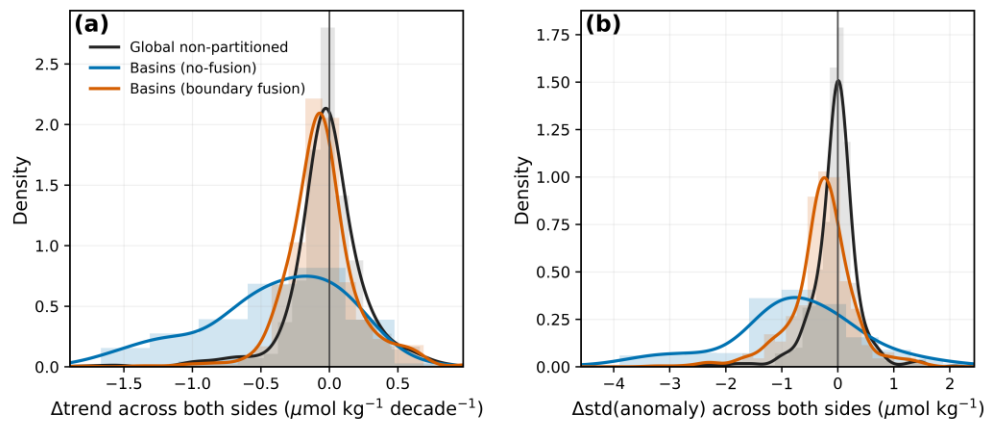 (a)
Global non-partitioned
Basins (no-fusion)
Basins (boundary fusion)
Density
2.5
2.0
1.5
1.0
0.5
0.0
−1.5
−1.0
−0.5
0.0
0.5
Δtrend across both sides (μmol kg⁻¹ decade⁻¹)
(b)
Density
1.75
1.50
1.25
1.00
0.75
0.50
0.25
0.00
−4
−3
−2
−1
0
1
2
Δstd(anomaly) across both sides (μmol kg⁻¹)